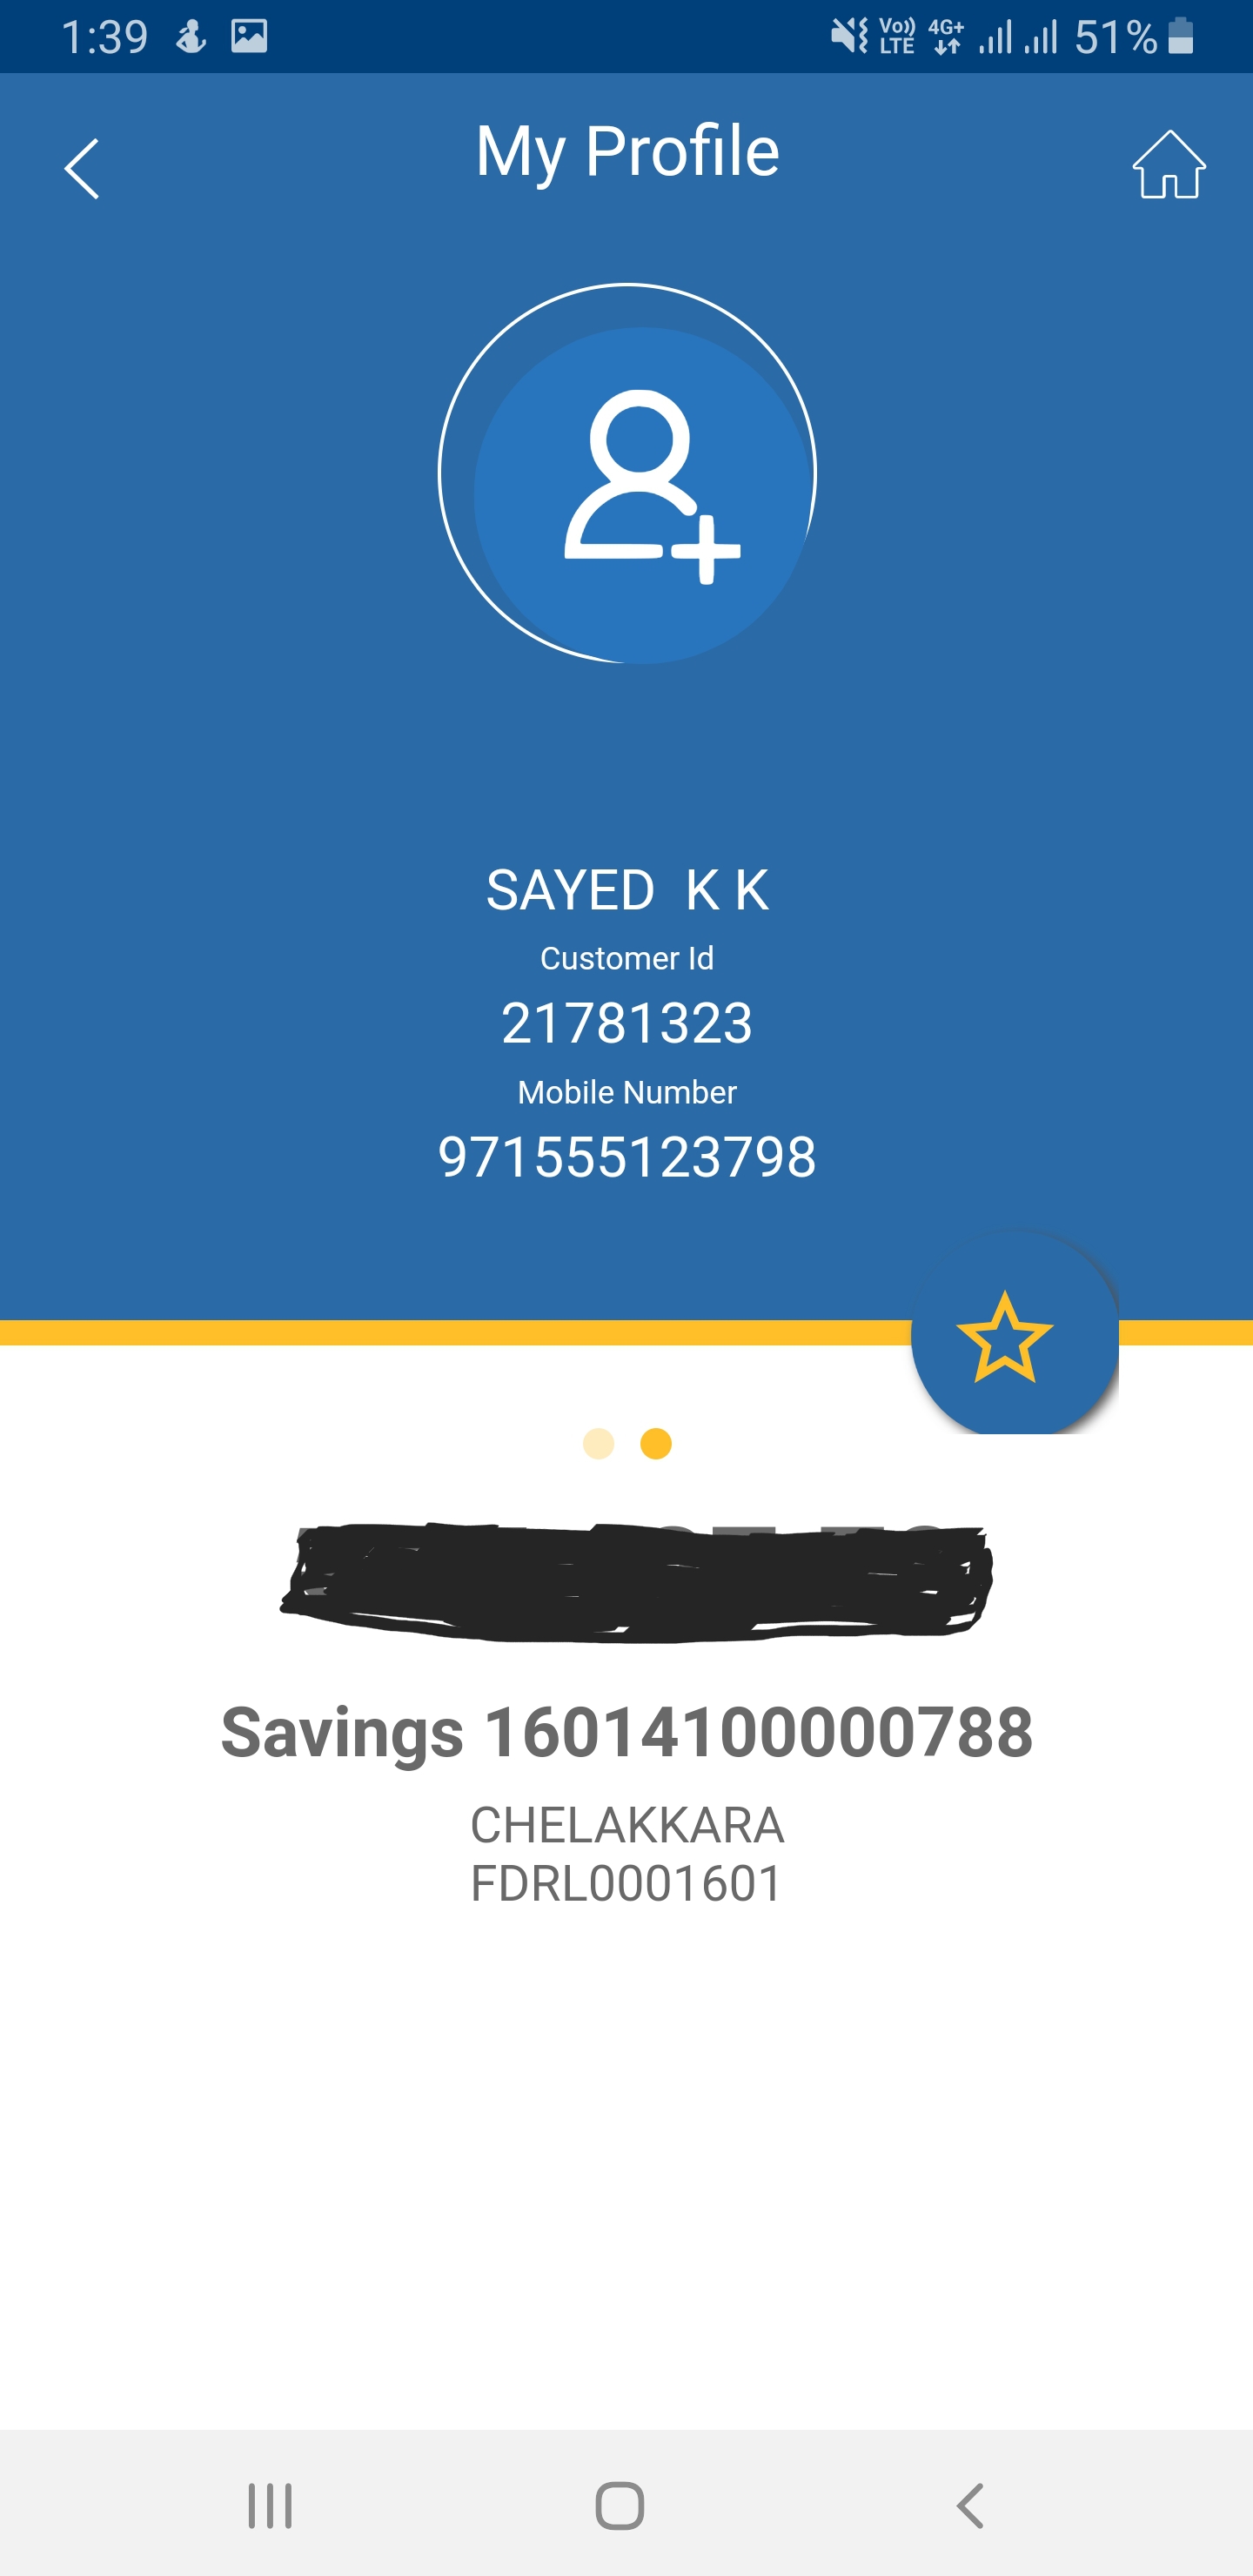 1:39 Vo)) LTE 4G+ 51%
My Profile
SAYED K K
Customer Id
21781323
Mobile Number
971555123798
Savings 16014100000788
CHELAKKARA
FDRL0001601